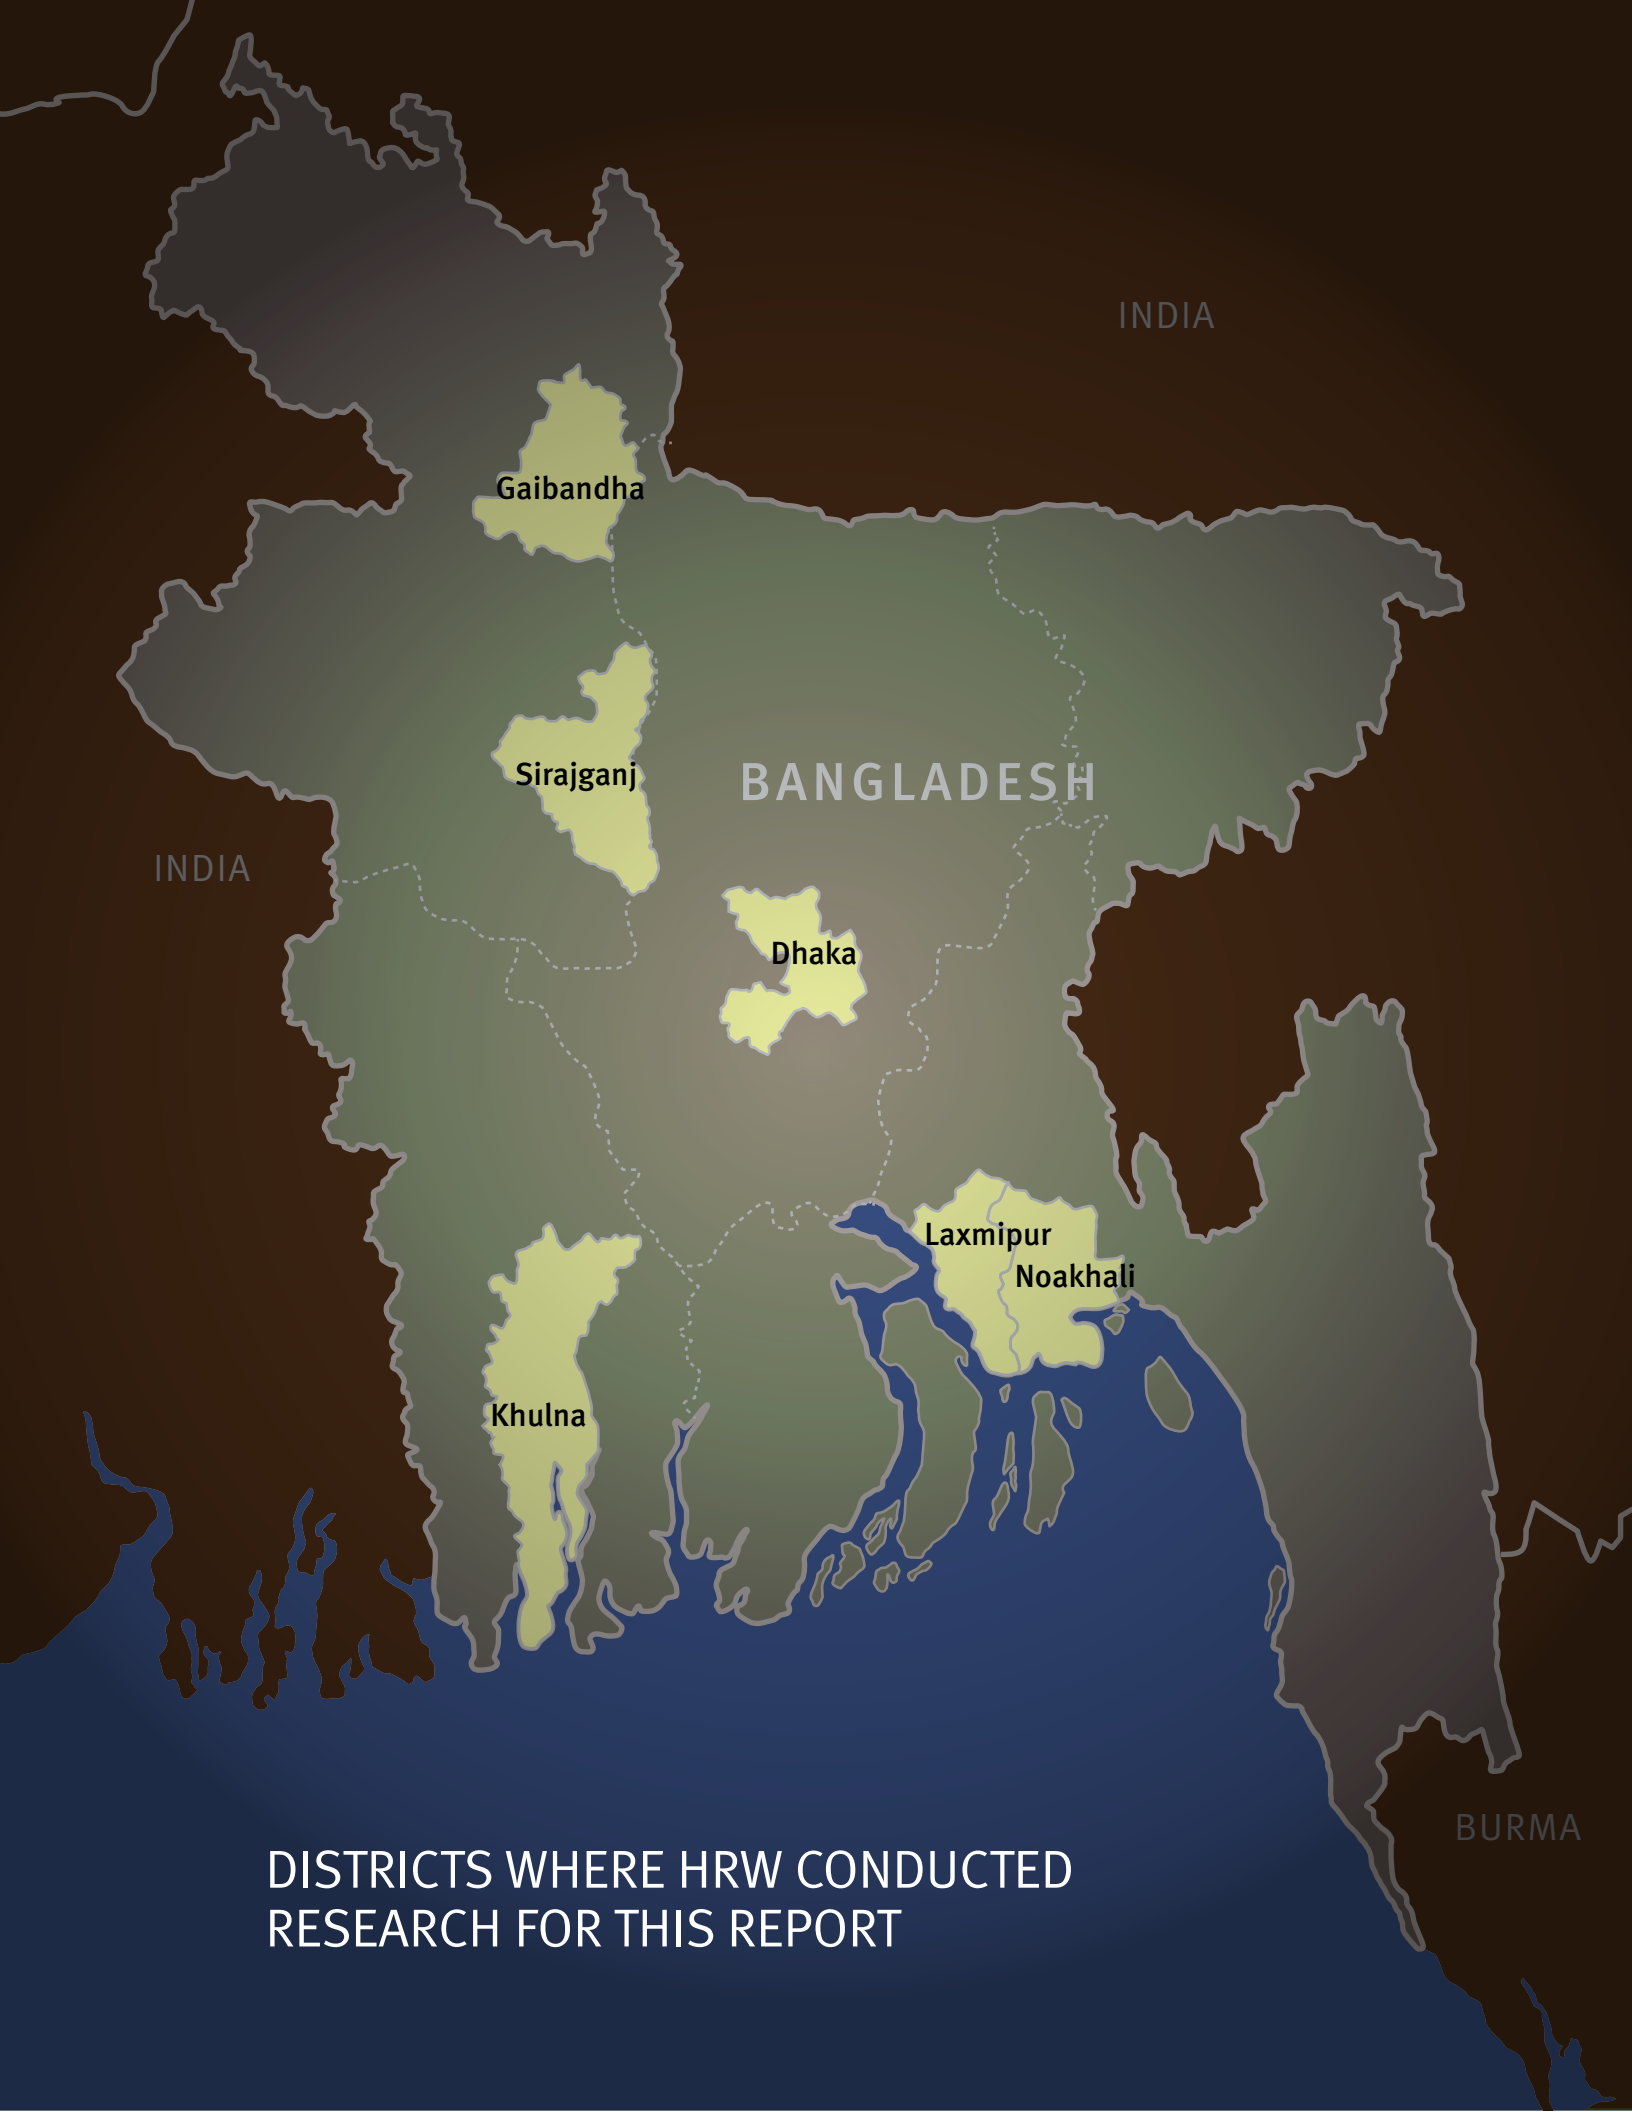 INDIA
Gaibandha
Sirajganj
BANGLADESH
INDIA
Dhaka
Laxmipur
Noakhali
Khulna
BURMA
DISTRICTS WHERE HRW CONDUCTED
RESEARCH FOR THIS REPORT